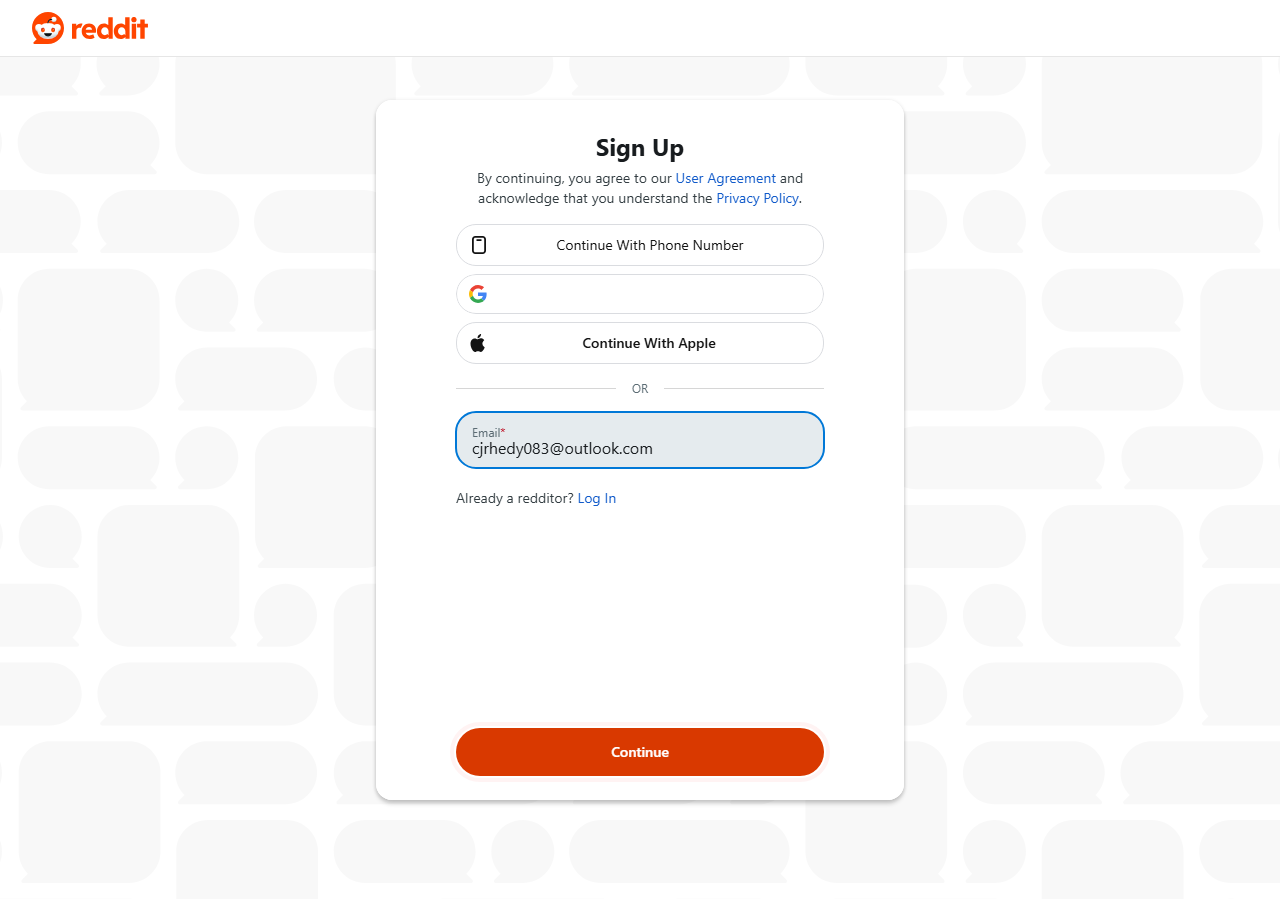 reddit
Sign Up
By continuing, you agree to our User Agreement and
acknowledge that you understand the Privacy Policy.
Continue With Phone Number
Continue With Apple
OR
Email*
cjrhedy083@outlook.com
Already a redditor? Log In
Continue